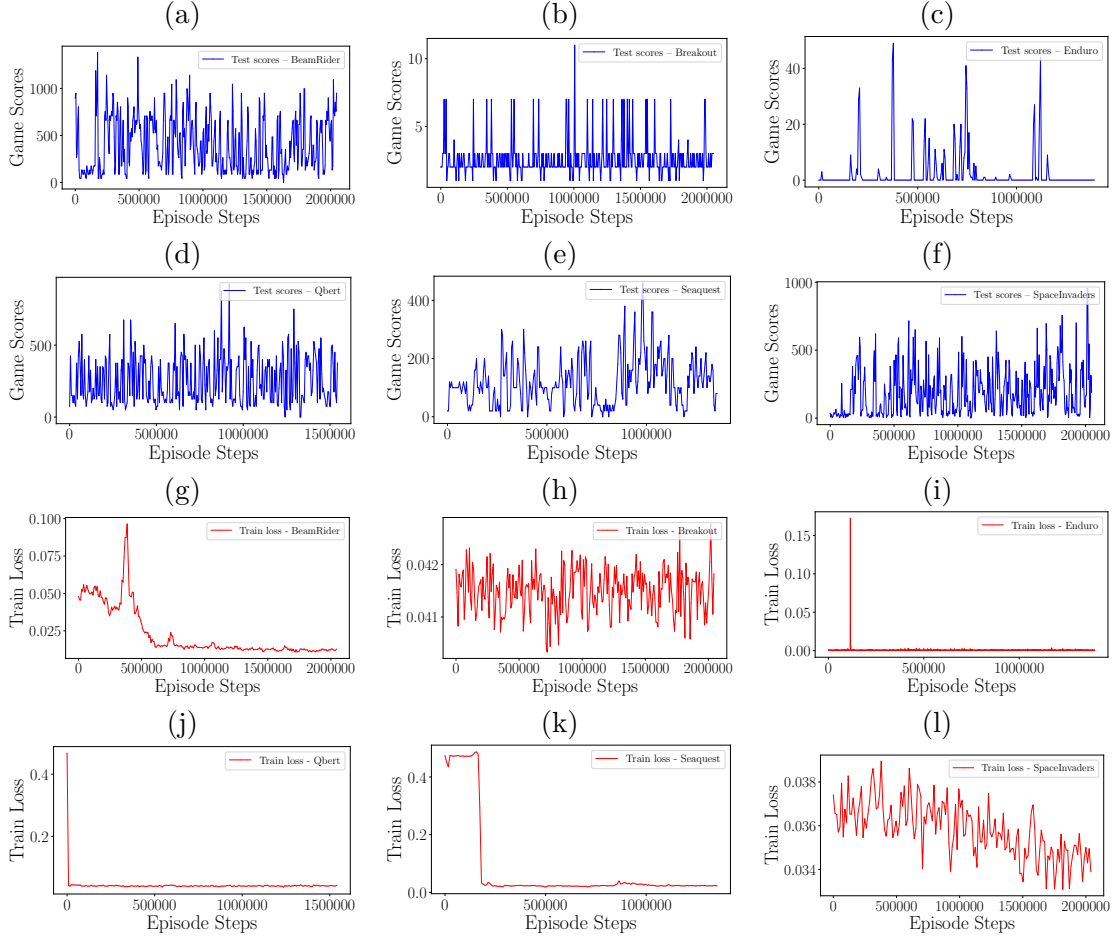 (a)
Test scores – BeamRider
Game Scores
1000
500
0
0 500000 1000000 1500000 2000000
Episode Steps
(b)
Test scores – Breakout
Game Scores
10
5
0 500000 1000000 1500000 2000000
Episode Steps
(c)
Test scores – Enduro
Game Scores
40
20
0
0 500000 1000000
Episode Steps
(d)
Test scores – Qbert
Game Scores
500
0
0 500000 1000000 1500000
Episode Steps
(e)
Test scores – Seaquest
Game Scores
400
200
0
0 500000 1000000
Episode Steps
(f)
Test scores – SpaceInvaders
Game Scores
1000
500
0
0 500000 1000000 1500000 2000000
Episode Steps
(g)
Train loss - BeamRider
Train Loss
0.100
0.075
0.050
0.025
0 500000 1000000 1500000 2000000
Episode Steps
(h)
Train loss - Breakout
Train Loss
0.042
0.041
0 500000 1000000 1500000 2000000
Episode Steps
(i)
Train loss - Enduro
Train Loss
0.15
0.10
0.05
0.00
0 500000 1000000
Episode Steps
(j)
Train loss - Qbert
Train Loss
0.4
0.2
0 500000 1000000 1500000
Episode Steps
(k)
Train loss - Seaquest
Train Loss
0.4
0.2
0.0
0 500000 1000000
Episode Steps
(l)
Train loss - SpaceInvaders
Train Loss
0.038
0.036
0.034
0 500000 1000000 1500000 2000000
Episode Steps